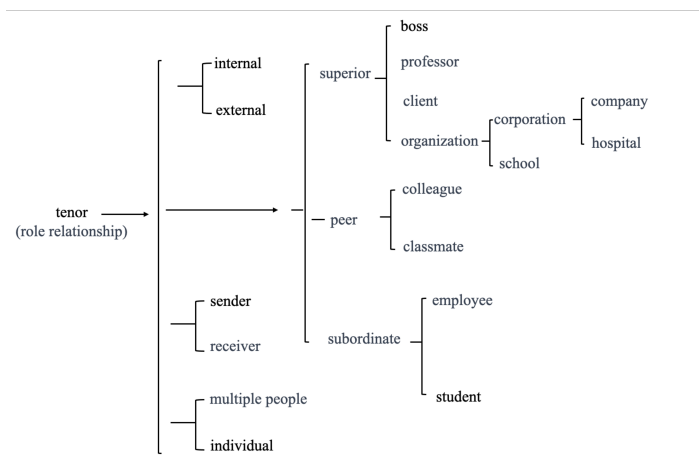 boss
internal
superior
professor
external
client
company
corporation
organization
hospital
school
colleague
tenor
(role relationship)
peer
classmate
sender
employee
subordinate
receiver
multiple people
student
individual